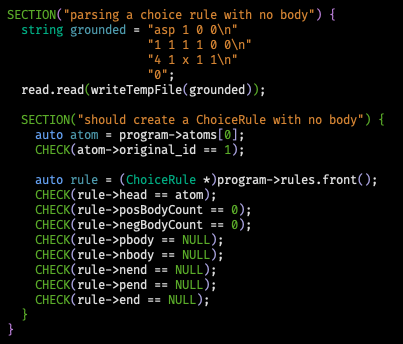 SECTION("parsing a choice rule with no body") {
  string grounded = "asp 1 0 0\n"
                    "1 1 1 1 0 0\n"
                    "4 1 x 1 1\n"
                    "0";
  read.read(writeTempFile(grounded));

  SECTION("should create a ChoiceRule with no body") {
    auto atom = program->atoms[0];
    CHECK(atom->original_id == 1);

    auto rule = (ChoiceRule *)program->rules.front();
    CHECK(rule->head == atom);
    CHECK(rule->posBodyCount == 0);
    CHECK(rule->negBodyCount == 0);
    CHECK(rule->pbody == NULL);
    CHECK(rule->nbody == NULL);
    CHECK(rule->nend == NULL);
    CHECK(rule->pend == NULL);
    CHECK(rule->end == NULL);
  }
}